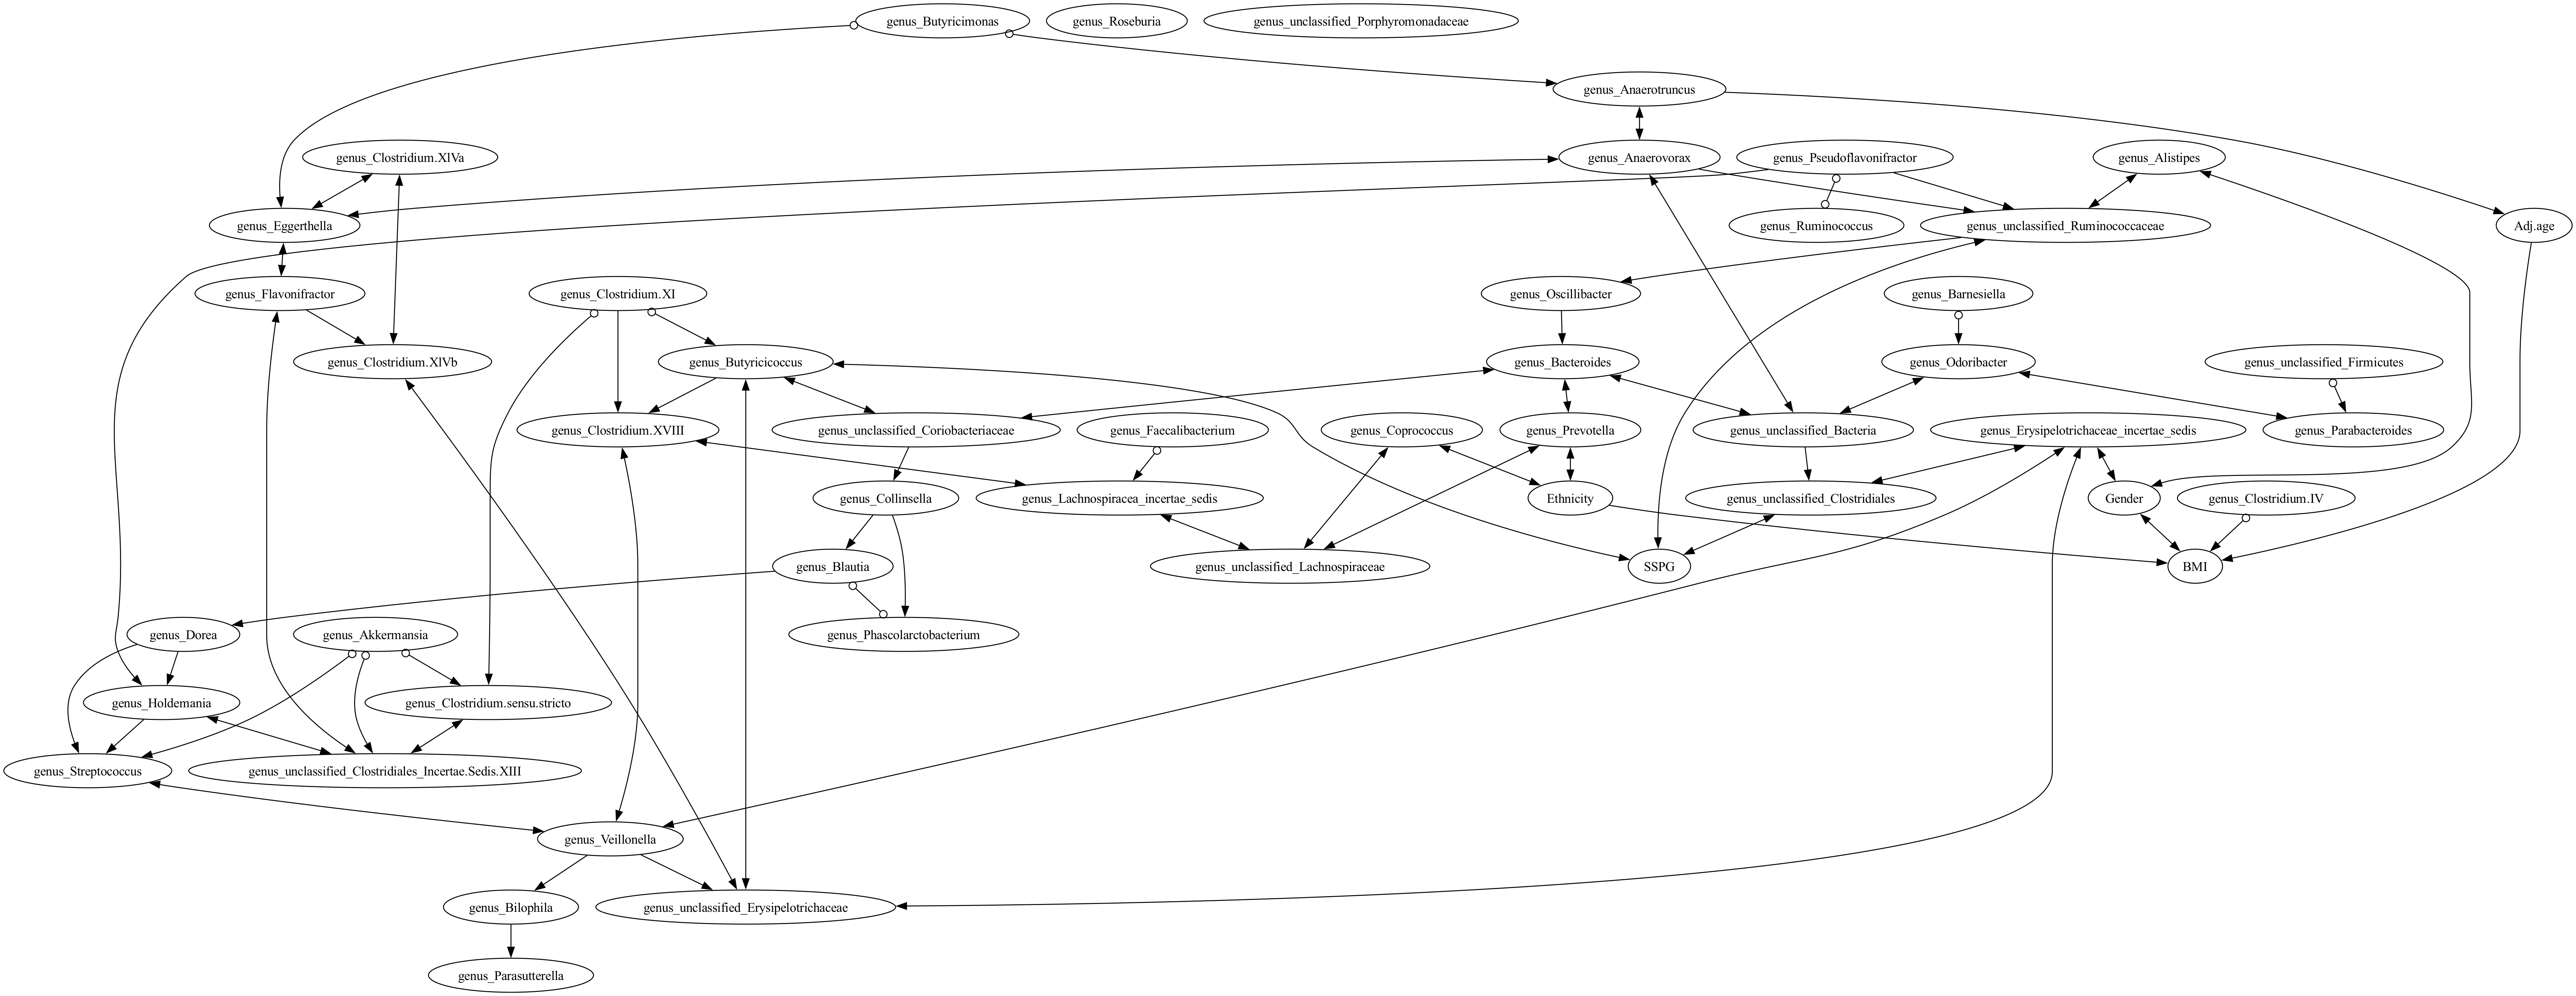 genus_Butyricimonas
genus_Roseburia
genus_unclassified_Porphyromonadaceae
genus_Anaerotruncus
genus_Clostridium.XlVa
genus_Anaerovorax
genus_Pseudoflavonifractor
genus_Alistipes
genus_Eggerthella
genus_Ruminococcus
genus_unclassified_Ruminococcaceae
Adj.age
genus_Flavonifractor
genus_Clostridium.XI
genus_Oscillibacter
genus_Barnesiella
genus_Clostridium.XlVb
genus_Butyricicoccus
genus_Bacteroides
genus_Odoribacter
genus_unclassified_Firmicutes
genus_Clostridium.XVIII
genus_unclassified_Coriobacteriaceae
genus_Faecalibacterium
genus_Coprococcus
genus_Prevotella
genus_unclassified_Bacteria
genus_Erysipelotrichaceae_incertae_sedis
genus_Parabacteroides
genus_Collinsella
genus_Lachnospiracea_incertae_sedis
Ethnicity
genus_unclassified_Clostridiales
Gender
genus_Clostridium.IV
genus_Blautia
genus_unclassified_Lachnospiraceae
SSPG
BMI
genus_Dorea
genus_Akkermansia
genus_Phascolarctobacterium
genus_Holdemania
genus_Clostridium.sensu.stricto
genus_Streptococcus
genus_unclassified_Clostridiales_Incertae.Sedis.XIII
genus_Veillonella
genus_Bilophila
genus_unclassified_Erysipelotrichaceae
genus_Parasutterella